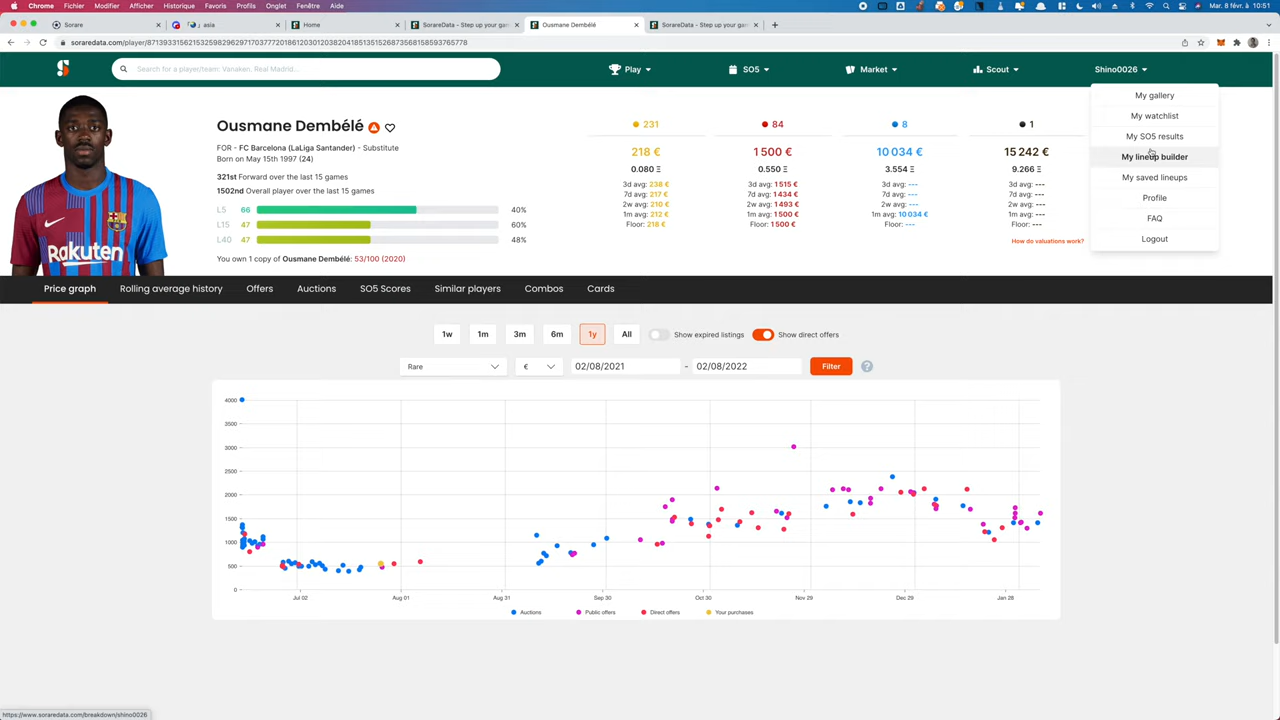 Chrome Fichier Modifier Afficher Historique Favoris Profils Onglet Fenêtre Aide Mar. 8 févr. à 10:51
Sorare asia Home SorareData - Step up your gam Ousmane Dembélé SorareData - Step up your gam
soraredata.com/player/87139331562153259829629717037772018612030120382041851351526873562681581593765778
Search for a player/team: Vanaken, Real Madrid... Play SO5 Market Scout Shino0026
My gallery
My watchlist
My SO5 results
My lineup builder
My saved lineups
Profile
FAQ
Logout
Ousmane Dembélé
FOR - FC Barcelona (LaLiga Santander) - Substitute
Born on May 15th 1997 (24)
321st Forward over the last 15 games
1502nd Overall player over the last 15 games
L5 66 40%
L15 47 60%
L40 47 48%
You own 1 copy of Ousmane Dembélé: 53/100 (2020)
Rakuten
231 84 8 1
218 € 1 500 € 10 034 € 15 242 €
0.080 Ξ 0.550 Ξ 3.554 Ξ 9.266 Ξ
3d avg: 238 € 3d avg: 1 515 € 3d avg: --- 3d avg: ---
7d avg: 217 € 7d avg: 1 434 € 7d avg: --- 7d avg: ---
2w avg: 210 € 2w avg: 1 493 € 2w avg: --- 2w avg: ---
1m avg: 212 € 1m avg: 1 500 € 1m avg: 10 034 € 1m avg: ---
Floor: 218 € Floor: 1 500 € Floor: --- Floor: ---
How do valuations work?
Price graph Rolling average history Offers Auctions SO5 Scores Similar players Combos Cards
1w 1m 3m 6m 1y All Show expired listings Show direct offers
Rare € 02/08/2021 - 02/08/2022 Filter ?
4000
3500
3000
2500
2000
1500
1000
500
0
Jul 02 Aug 01 Aug 31 Sep 30 Oct 30 Nov 29 Dec 29 Jan 28
Auctions Public offers Direct offers Your purchases
https://www.soraredata.com/breakdown/shino0026